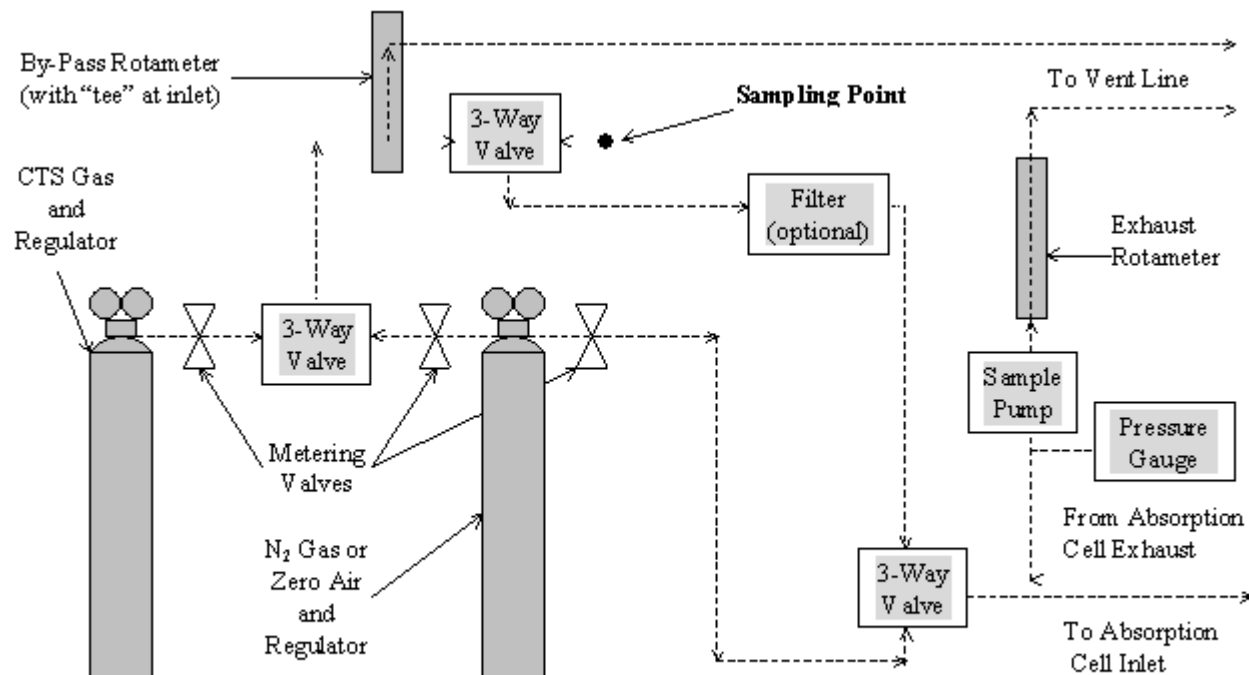 By-Pass Rotameter
(with “tee” at inlet)
3-Way
Valve
Sampling Point
To Vent Line
CTS Gas
and
Regulator
Filter
(optional)
Exhaust
Rotameter
3-Way
Valve
Sample
Pump
Pressure
Gauge
Metering
Valves
From Absorption
Cell Exhaust
N₂ Gas or
Zero Air
and
Regulator
3-Way
Valve
To Absorption
Cell Inlet